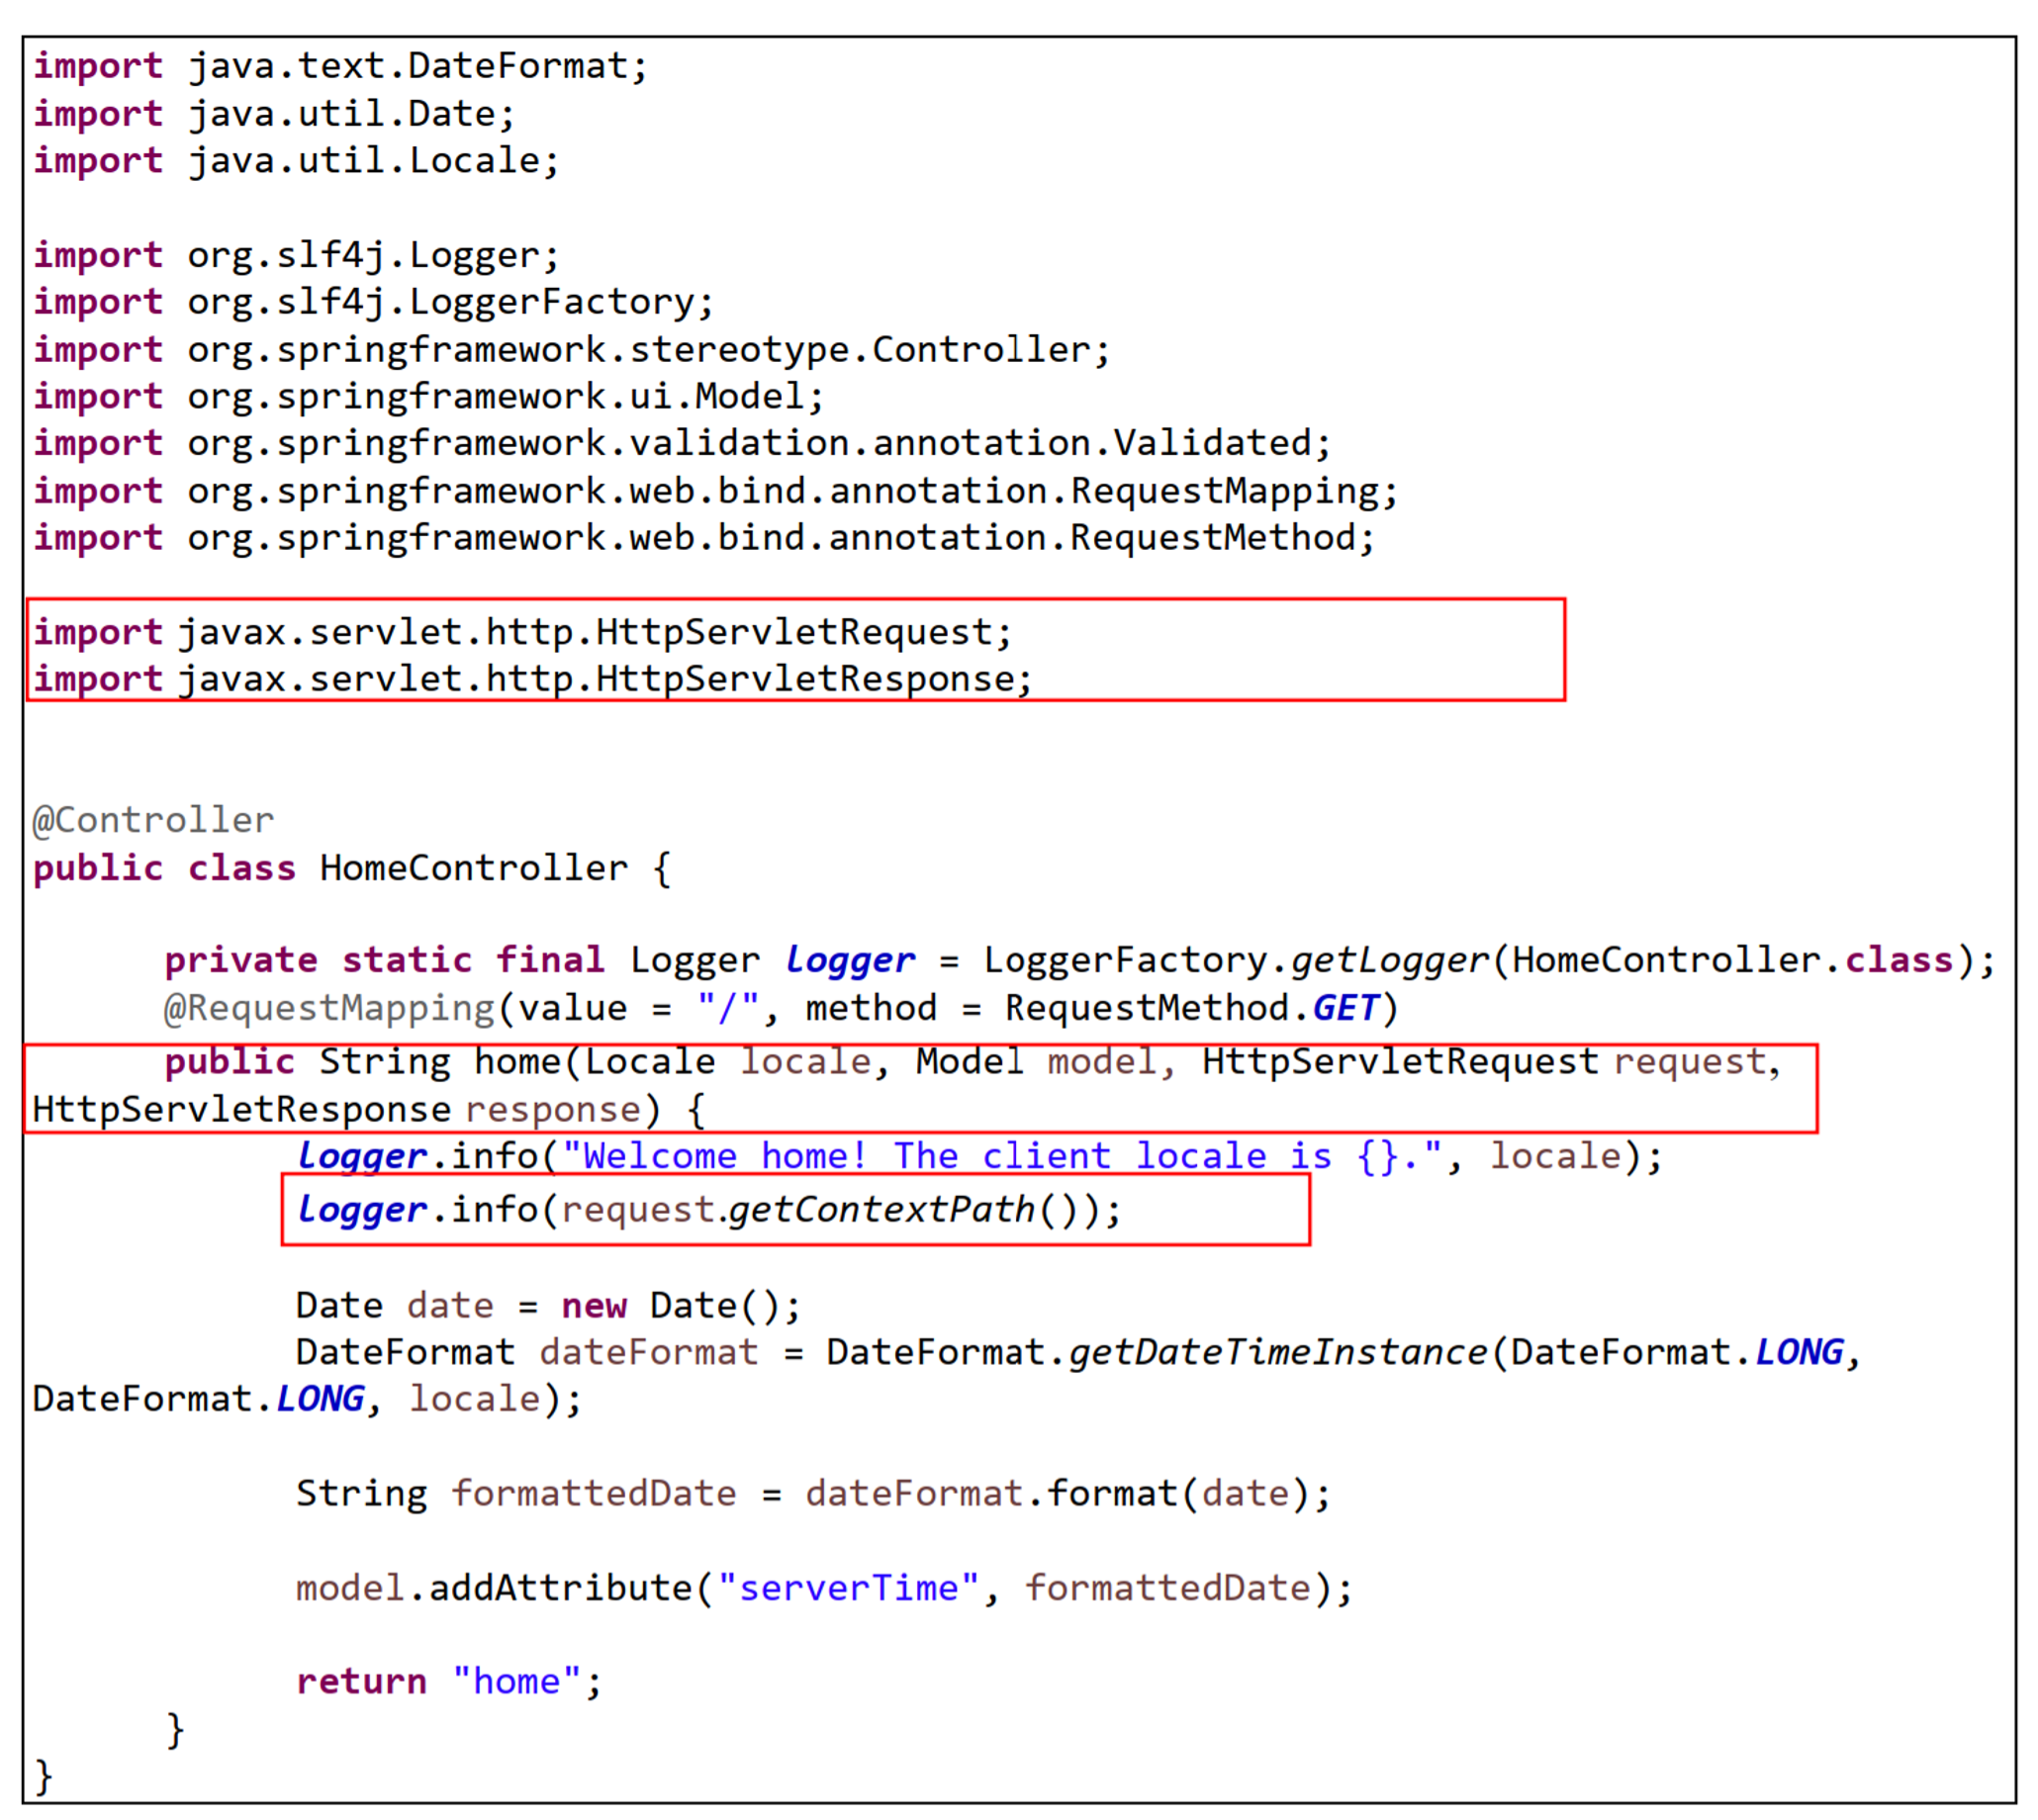 import java.text.DateFormat;
import java.util.Date;
import java.util.Locale;
import org.slf4j.Logger;
import org.slf4j.LoggerFactory;
import org.springframework.stereotype.Controller;
import org.springframework.ui.Model;
import org.springframework.validation.annotation.Validated;
import org.springframework.web.bind.annotation.RequestMapping;
import org.springframework.web.bind.annotation.RequestMethod;
import javax.servlet.http.HttpServletRequest;
import javax.servlet.http.HttpServletResponse;
@Controller
public class HomeController {
private static final Logger logger = LoggerFactory.getLogger(HomeController.class);
@RequestMapping(value = "/", method = RequestMethod.GET)
public String home(Locale locale, Model model, HttpServletRequest request,
HttpServletResponse response) {
logger.info("Welcome home! The client locale is {}.", locale);
logger.info(request.getContextPath());
Date date = new Date();
DateFormat dateFormat = DateFormat.getDateTimeInstance(DateFormat.LONG,
DateFormat.LONG, locale);
String formattedDate = dateFormat.format(date);
model.addAttribute("serverTime", formattedDate);
return "home";
}
}